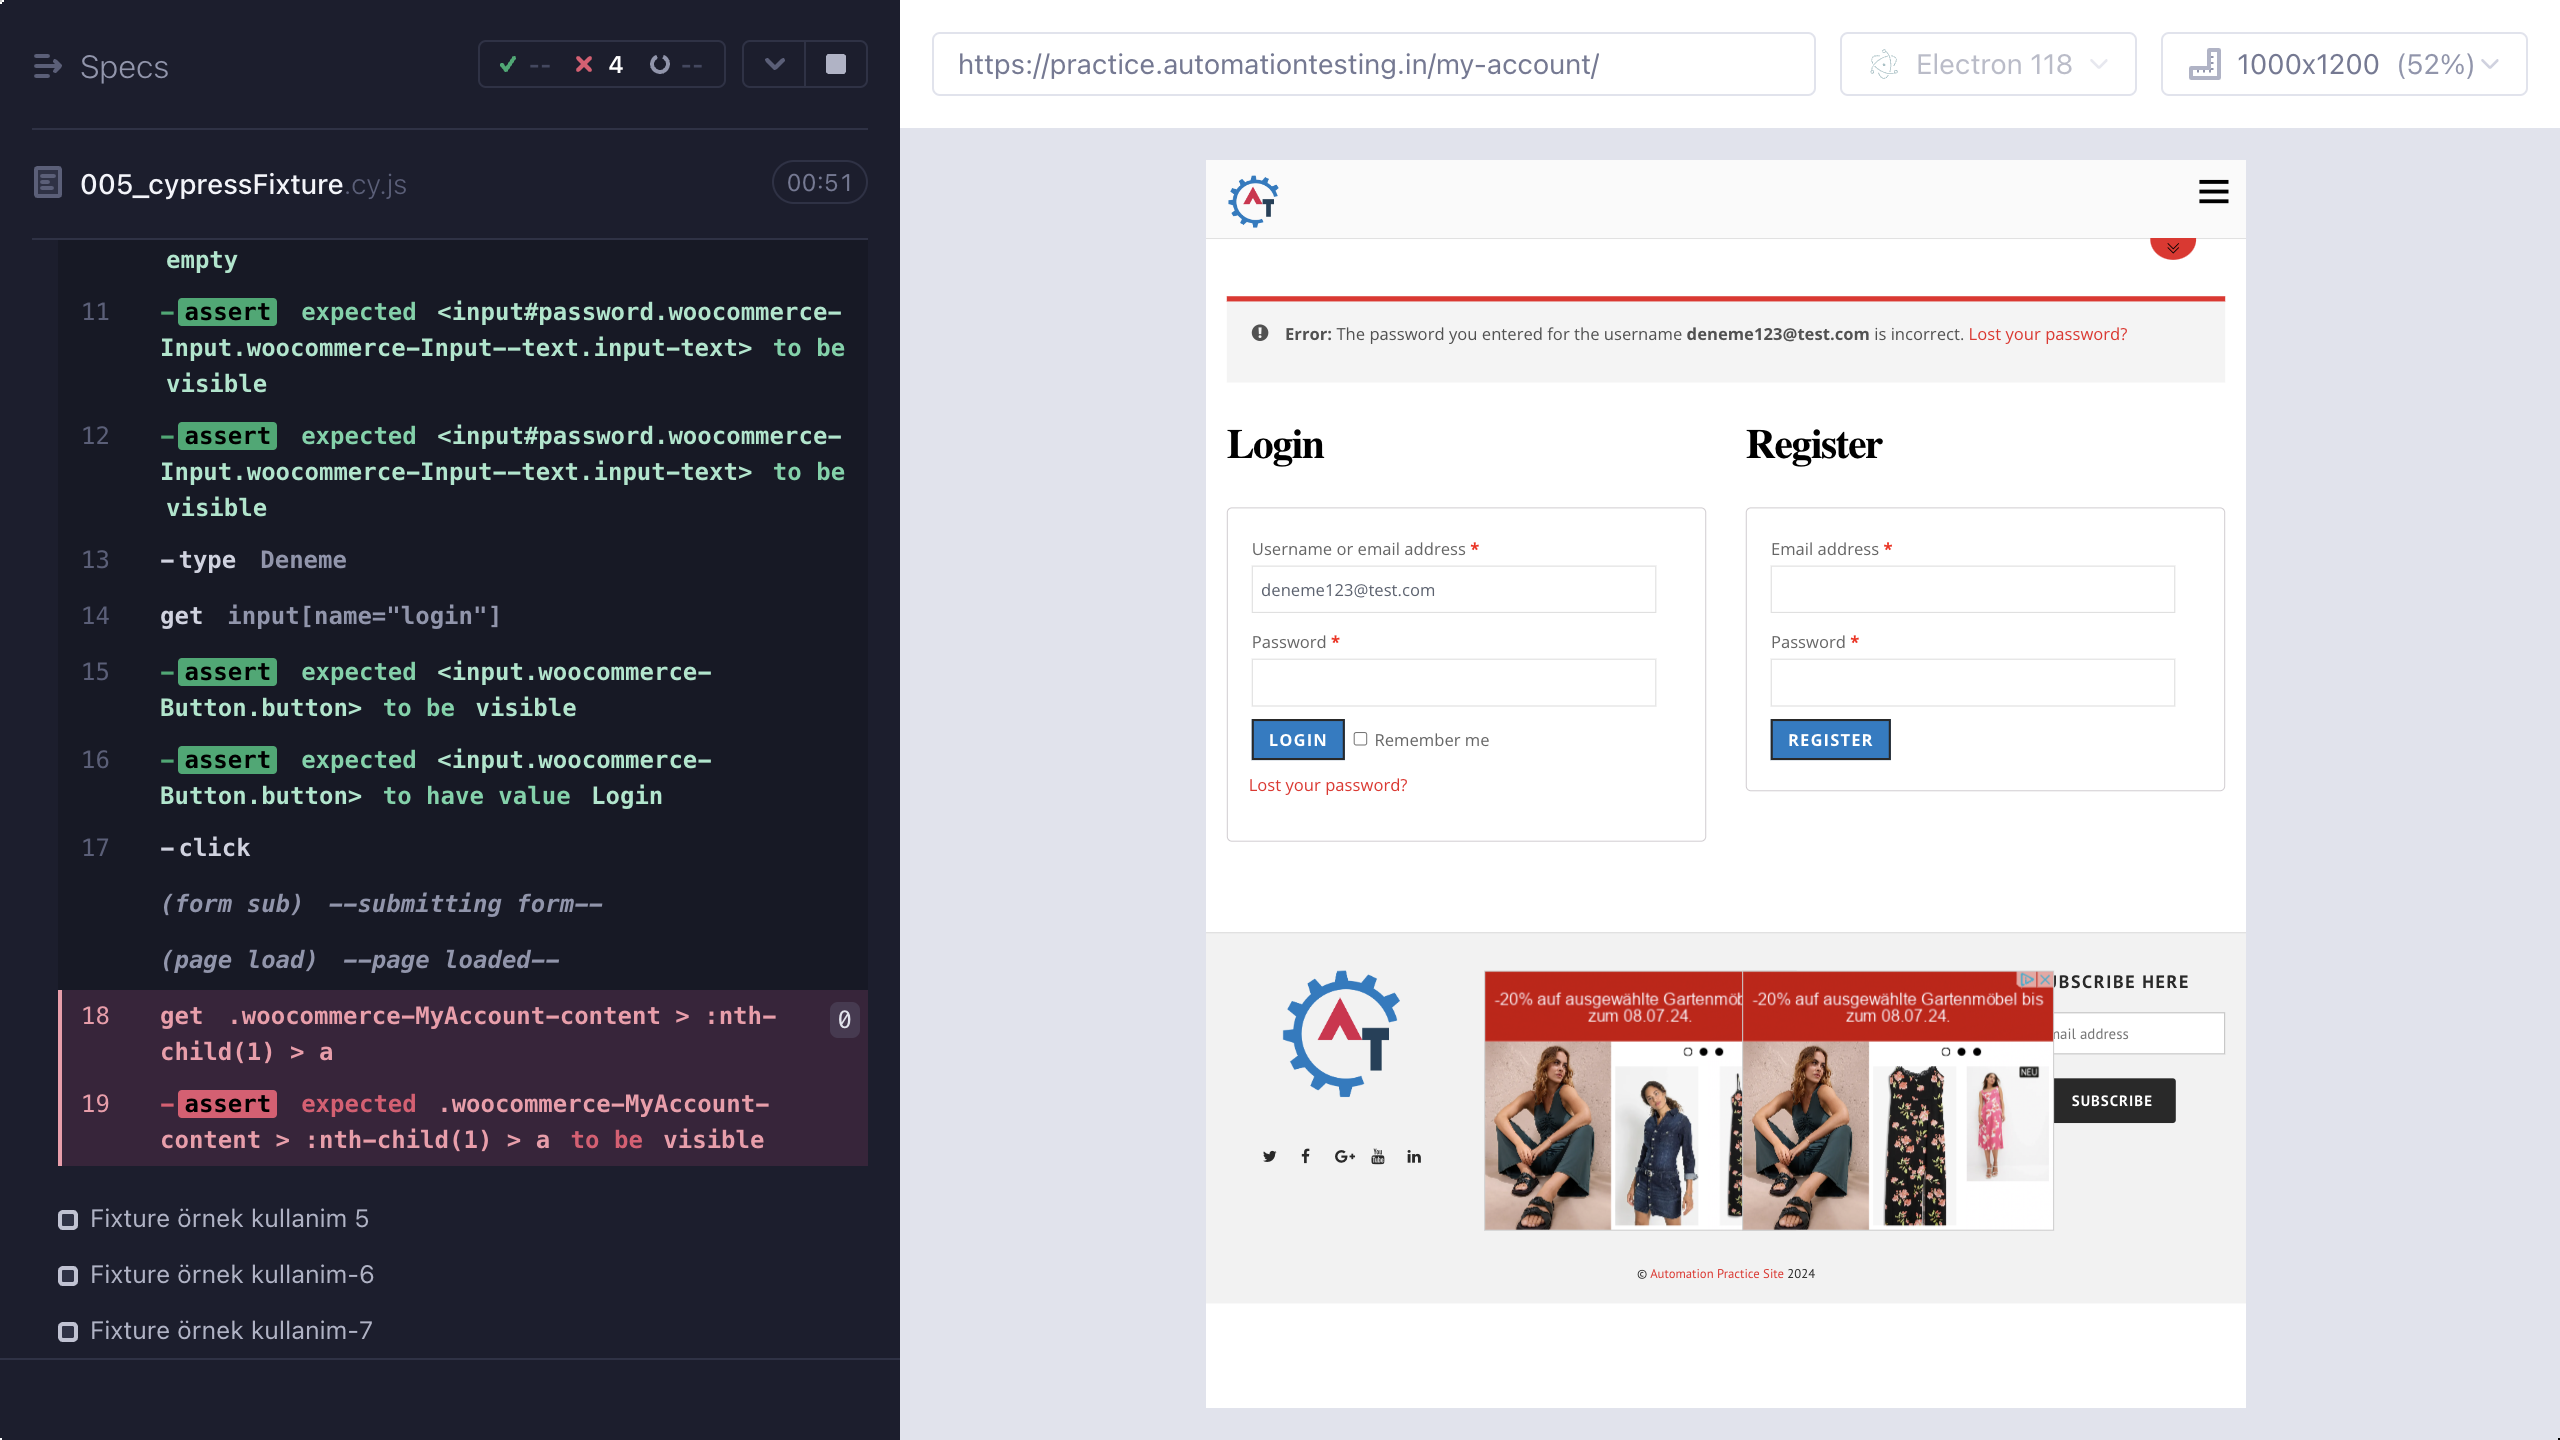 Specs
-- 4 --
005_cypressFixture.cy.js 00:51
empty
11 -assert expected <input#password.woocommerce-
Input.woocommerce-Input--text.input-text> to be
visible
12 -assert expected <input#password.woocommerce-
Input.woocommerce-Input--text.input-text> to be
visible
13 -type Deneme
14 get input[name="login"]
15 -assert expected <input.woocommerce-
Button.button> to be visible
16 -assert expected <input.woocommerce-
Button.button> to have value Login
17 -click
(form sub) --submitting form--
(page load) --page loaded--
18 get .woocommerce-MyAccount-content > :nth- 0
child(1) > a
19 -assert expected .woocommerce-MyAccount-
content > :nth-child(1) > a to be visible
Fixture örnek kullanim 5
Fixture örnek kullanim-6
Fixture örnek kullanim-7
https://practice.automationtesting.in/my-account/
Electron 118
1000x1200 (52%)
AT
Error: The password you entered for the username deneme123@test.com is incorrect. Lost your password?
Login
Username or email address *
deneme123@test.com
Password *
LOGIN Remember me
Lost your password?
Register
Email address *
Password *
REGISTER
AT
-20% auf ausgewählte Gartenmöb
zum 08.07.24.
-20% auf ausgewählte Gartenmöbel bis
zum 08.07.24.
NEU
UBSCRIBE HERE
mail address
SUBSCRIBE
G+ You Tube in
© Automation Practice Site 2024